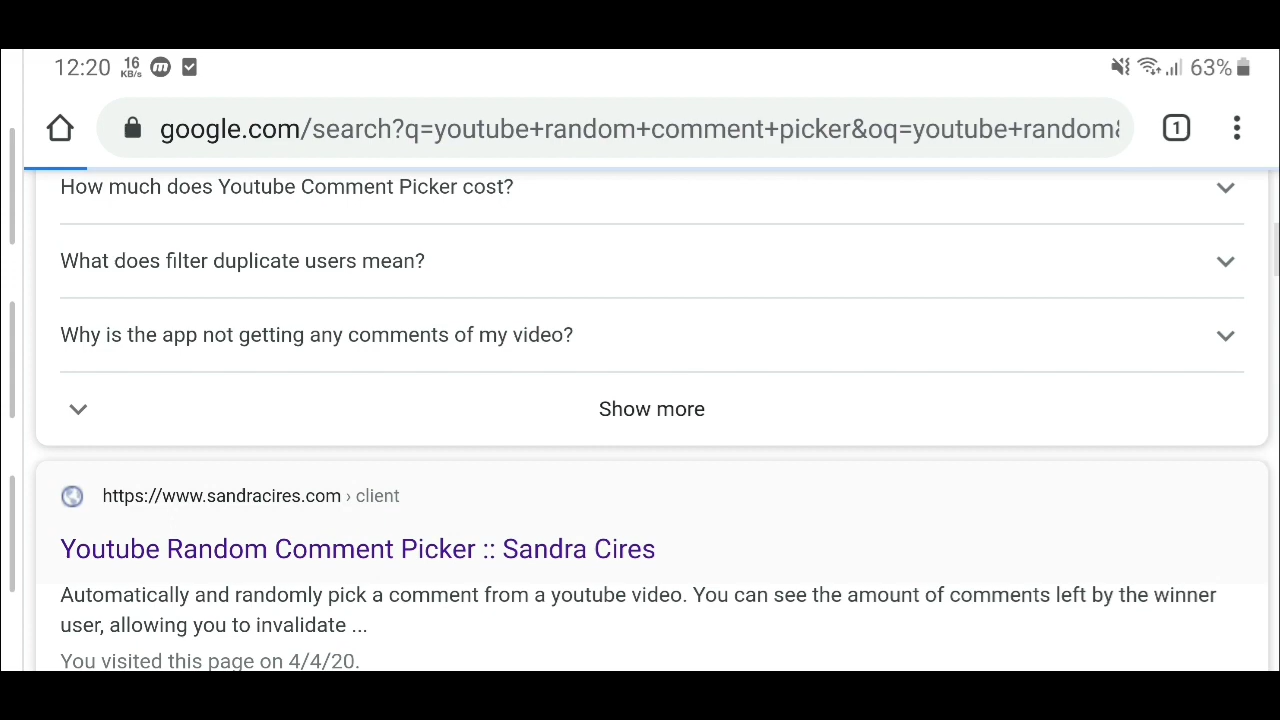 12:20 16 KB/s m 63%
google.com/search?q=youtube+random+comment+picker&oq=youtube+random&
1
How much does Youtube Comment Picker cost?
What does filter duplicate users mean?
Why is the app not getting any comments of my video?
Show more
https://www.sandracires.com › client
Youtube Random Comment Picker :: Sandra Cires
Automatically and randomly pick a comment from a youtube video. You can see the amount of comments left by the winner
user, allowing you to invalidate ...
You visited this page on 4/4/20.